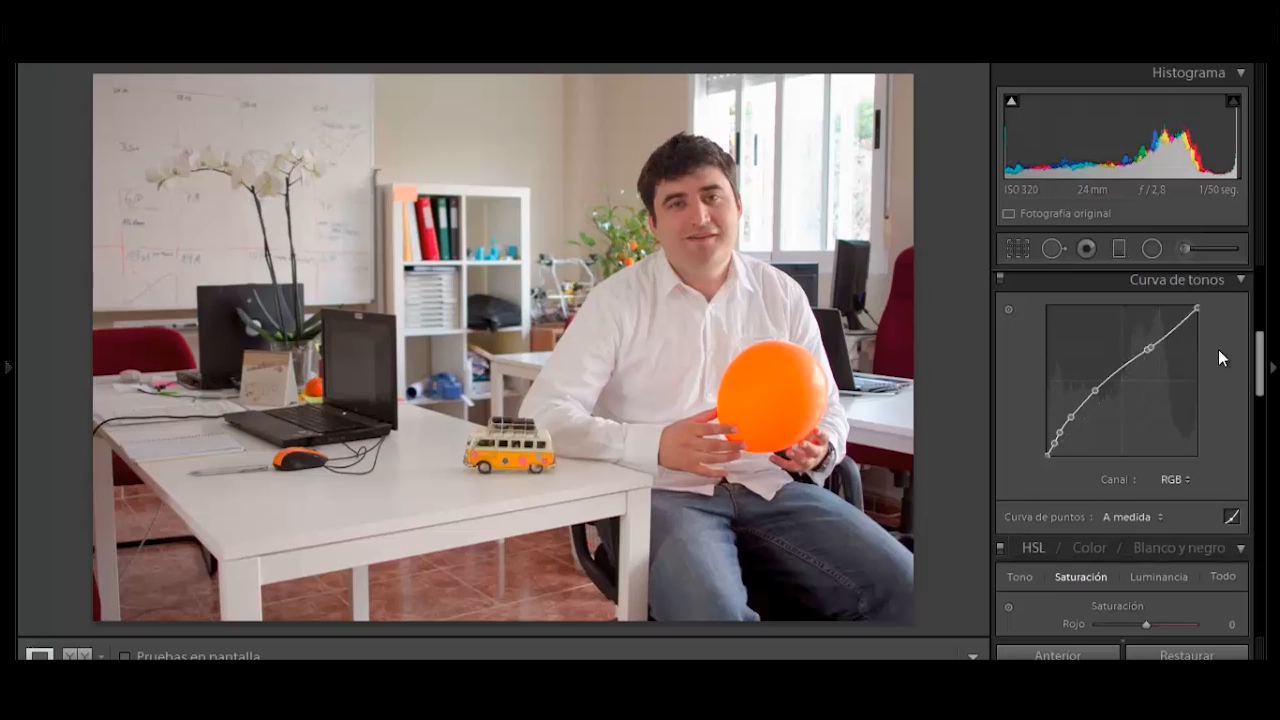 Histograma
ISO 320 24 mm ƒ / 2,8 1/50 seg.
Fotografía original
Curva de tonos
Canal : RGB
Curva de puntos : A medida
HSL / Color / Blanco y negro
Tono Saturación Luminancia Todo
Saturación
Rojo 0
Anterior Restaurar
Pruebas en pantalla